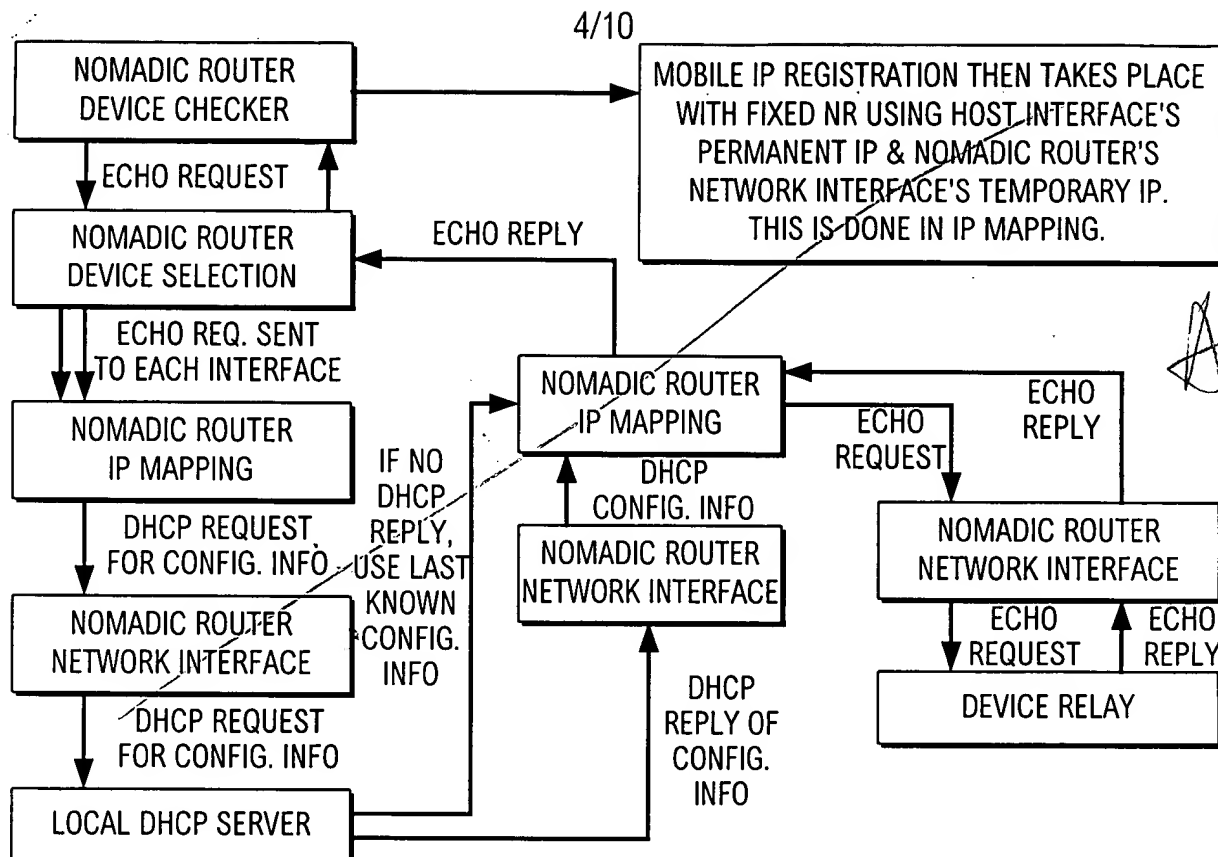 4/10
NOMADIC ROUTER
DEVICE CHECKER
MOBILE IP REGISTRATION THEN TAKES PLACE
WITH FIXED NR USING HOST INTERFACE'S
PERMANENT IP & NOMADIC ROUTER'S
NETWORK INTERFACE'S TEMPORARY IP.
THIS IS DONE IN IP MAPPING.
ECHO REQUEST
NOMADIC ROUTER
DEVICE SELECTION
ECHO REPLY
ECHO REQ. SENT
TO EACH INTERFACE
NOMADIC ROUTER
IP MAPPING
NOMADIC ROUTER
IP MAPPING
ECHO
REQUEST
ECHO
REPLY
DHCP REQUEST
FOR CONFIG. INFO
IF NO
DHCP
REPLY,
USE LAST
KNOWN
CONFIG.
INFO
DHCP
CONFIG. INFO
NOMADIC ROUTER
NETWORK INTERFACE
NOMADIC ROUTER
NETWORK INTERFACE
NOMADIC ROUTER
NETWORK INTERFACE
ECHO
REQUEST
ECHO
REPLY
DEVICE RELAY
DHCP REQUEST
FOR CONFIG. INFO
DHCP
REPLY OF
CONFIG.
INFO
LOCAL DHCP SERVER